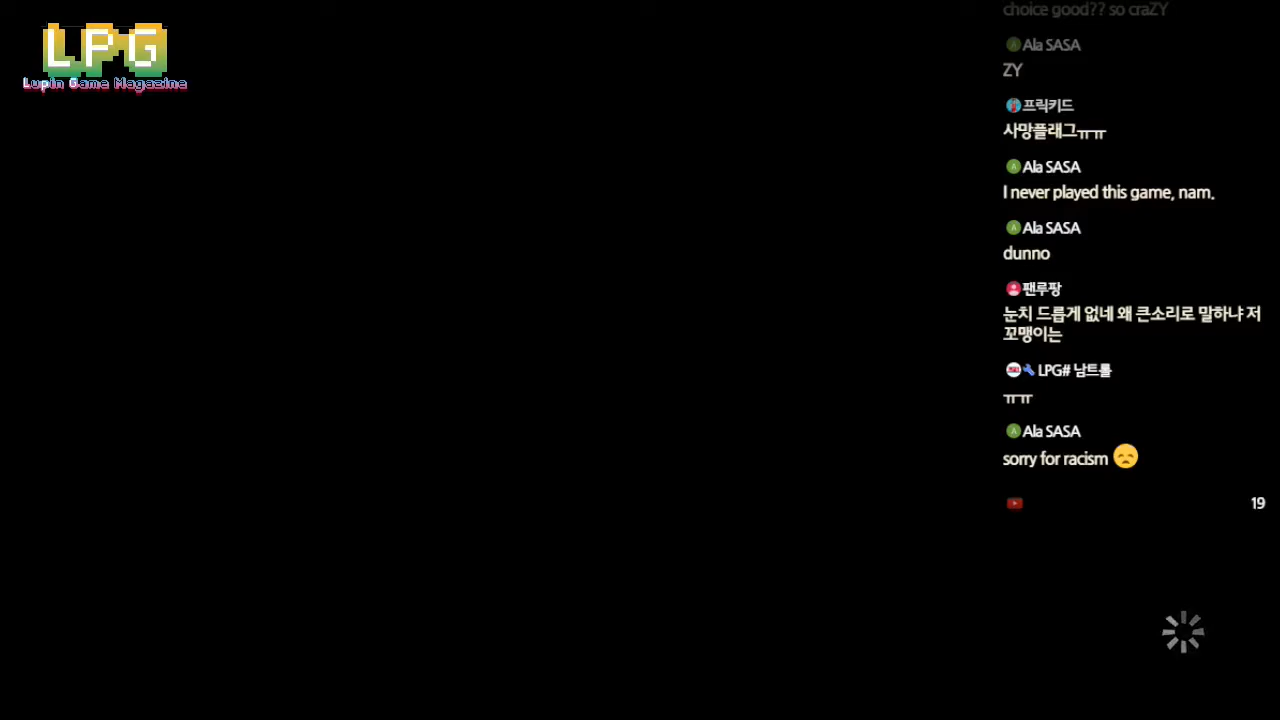 LPG
Lupin Game Magazine
choice good?? so craZY
A Ala SASA
ZY
프릭키드
사망플래그ㅠㅠ
A Ala SASA
I never played this game, nam.
A Ala SASA
dunno
팬루팡
눈치 드릅게 없네 왜 큰소리로 말하냐 저
꼬맹이는
LPG# 남트롤
ㅠㅠ
A Ala SASA
sorry for racism
19